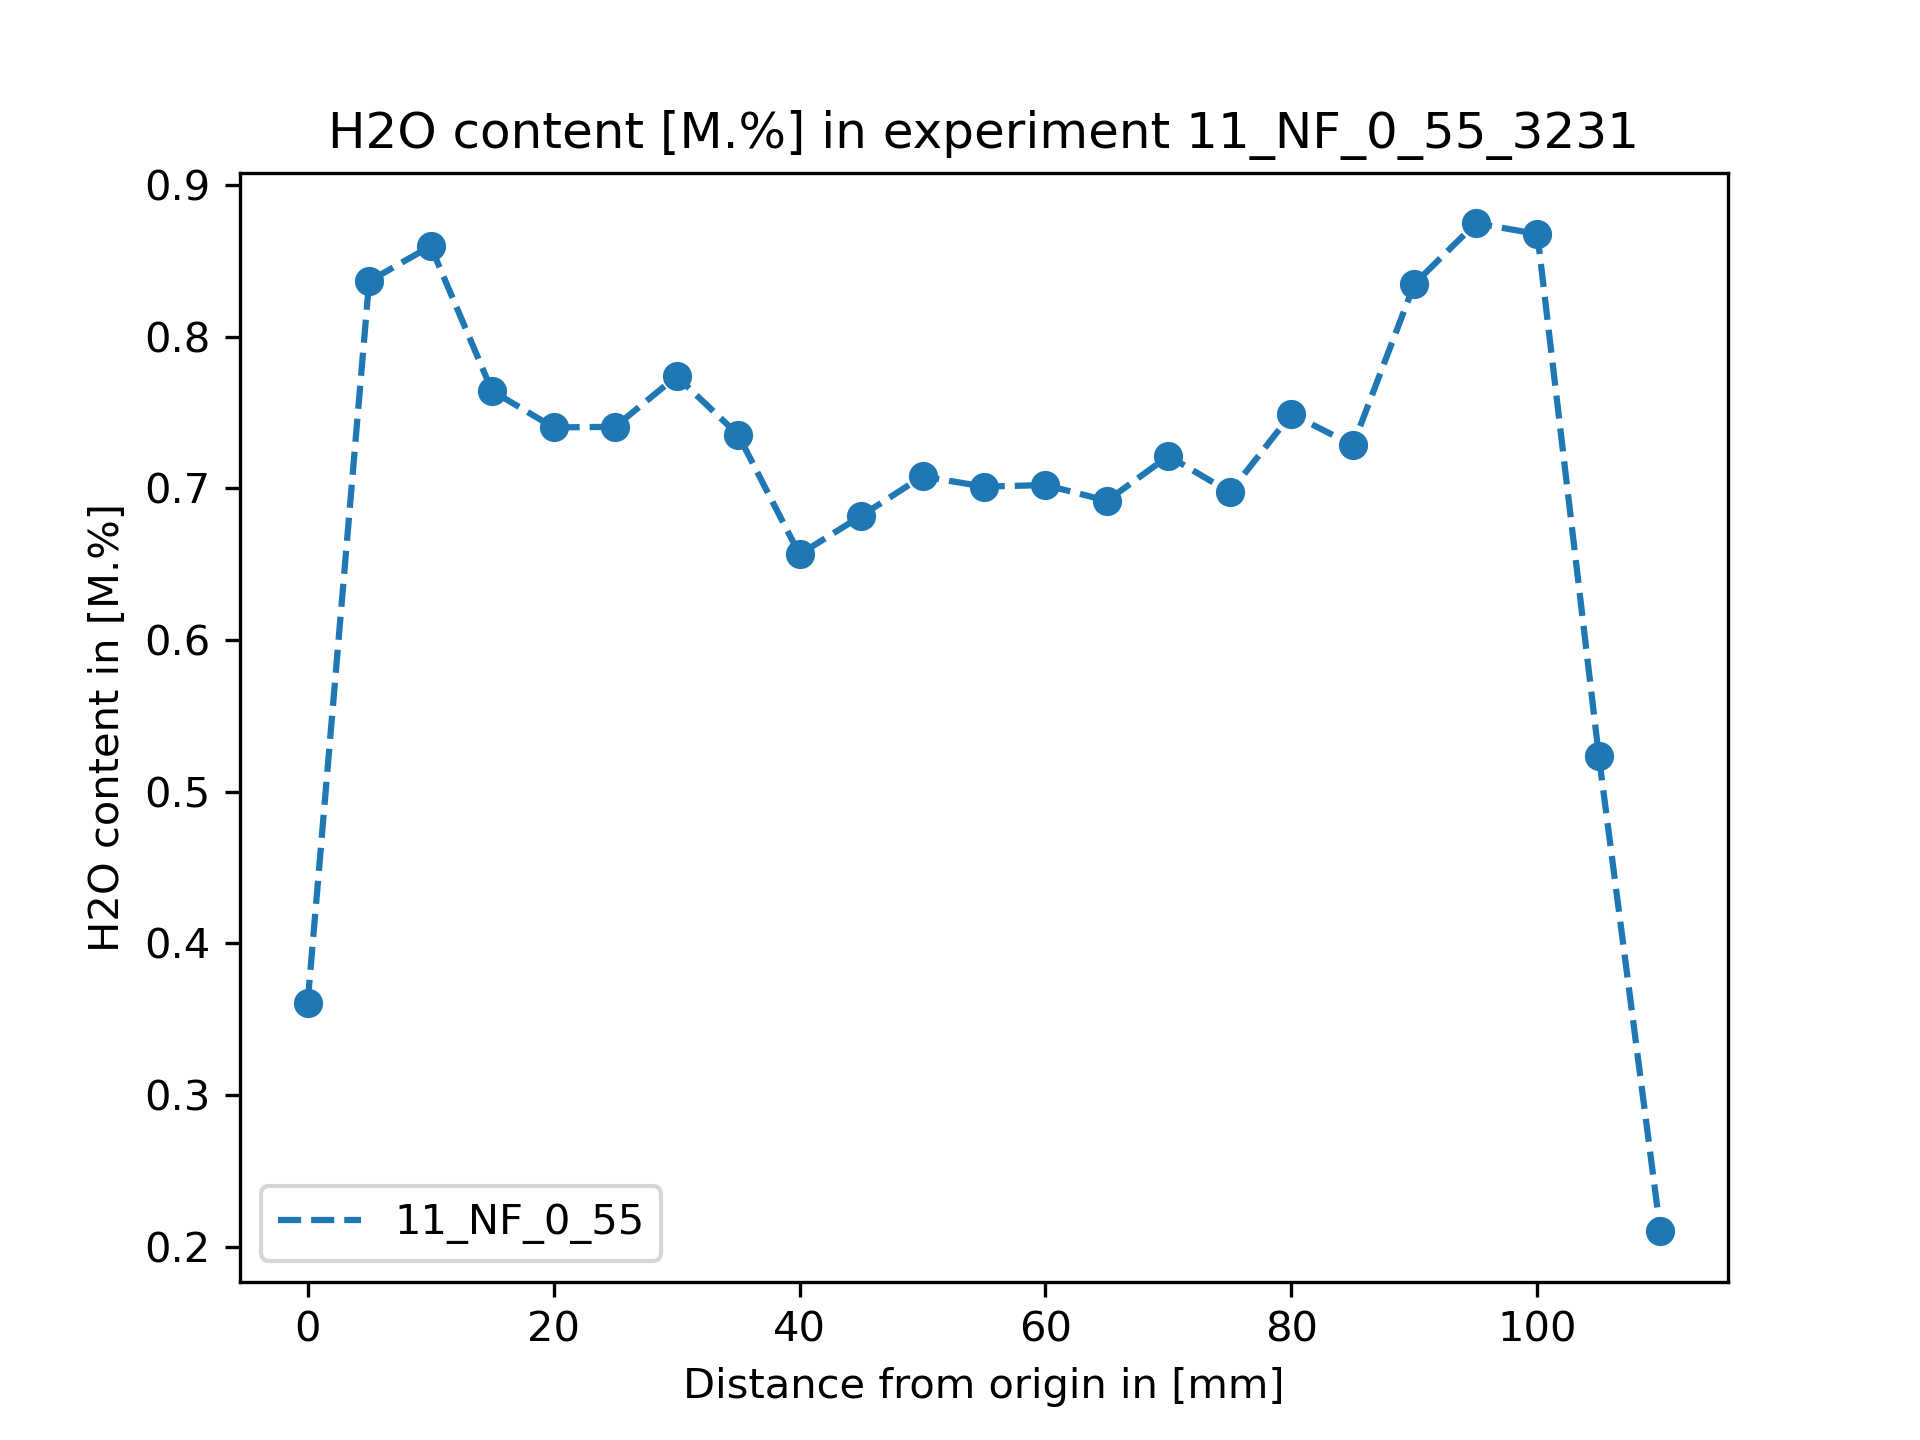 H2O content [M.%] in experiment 11_NF_0_55_3231
H2O content in [M.%]
0.9
0.8
0.7
0.6
0.5
0.4
0.3
0.2
11_NF_0_55
0 20 40 60 80 100
Distance from origin in [mm]